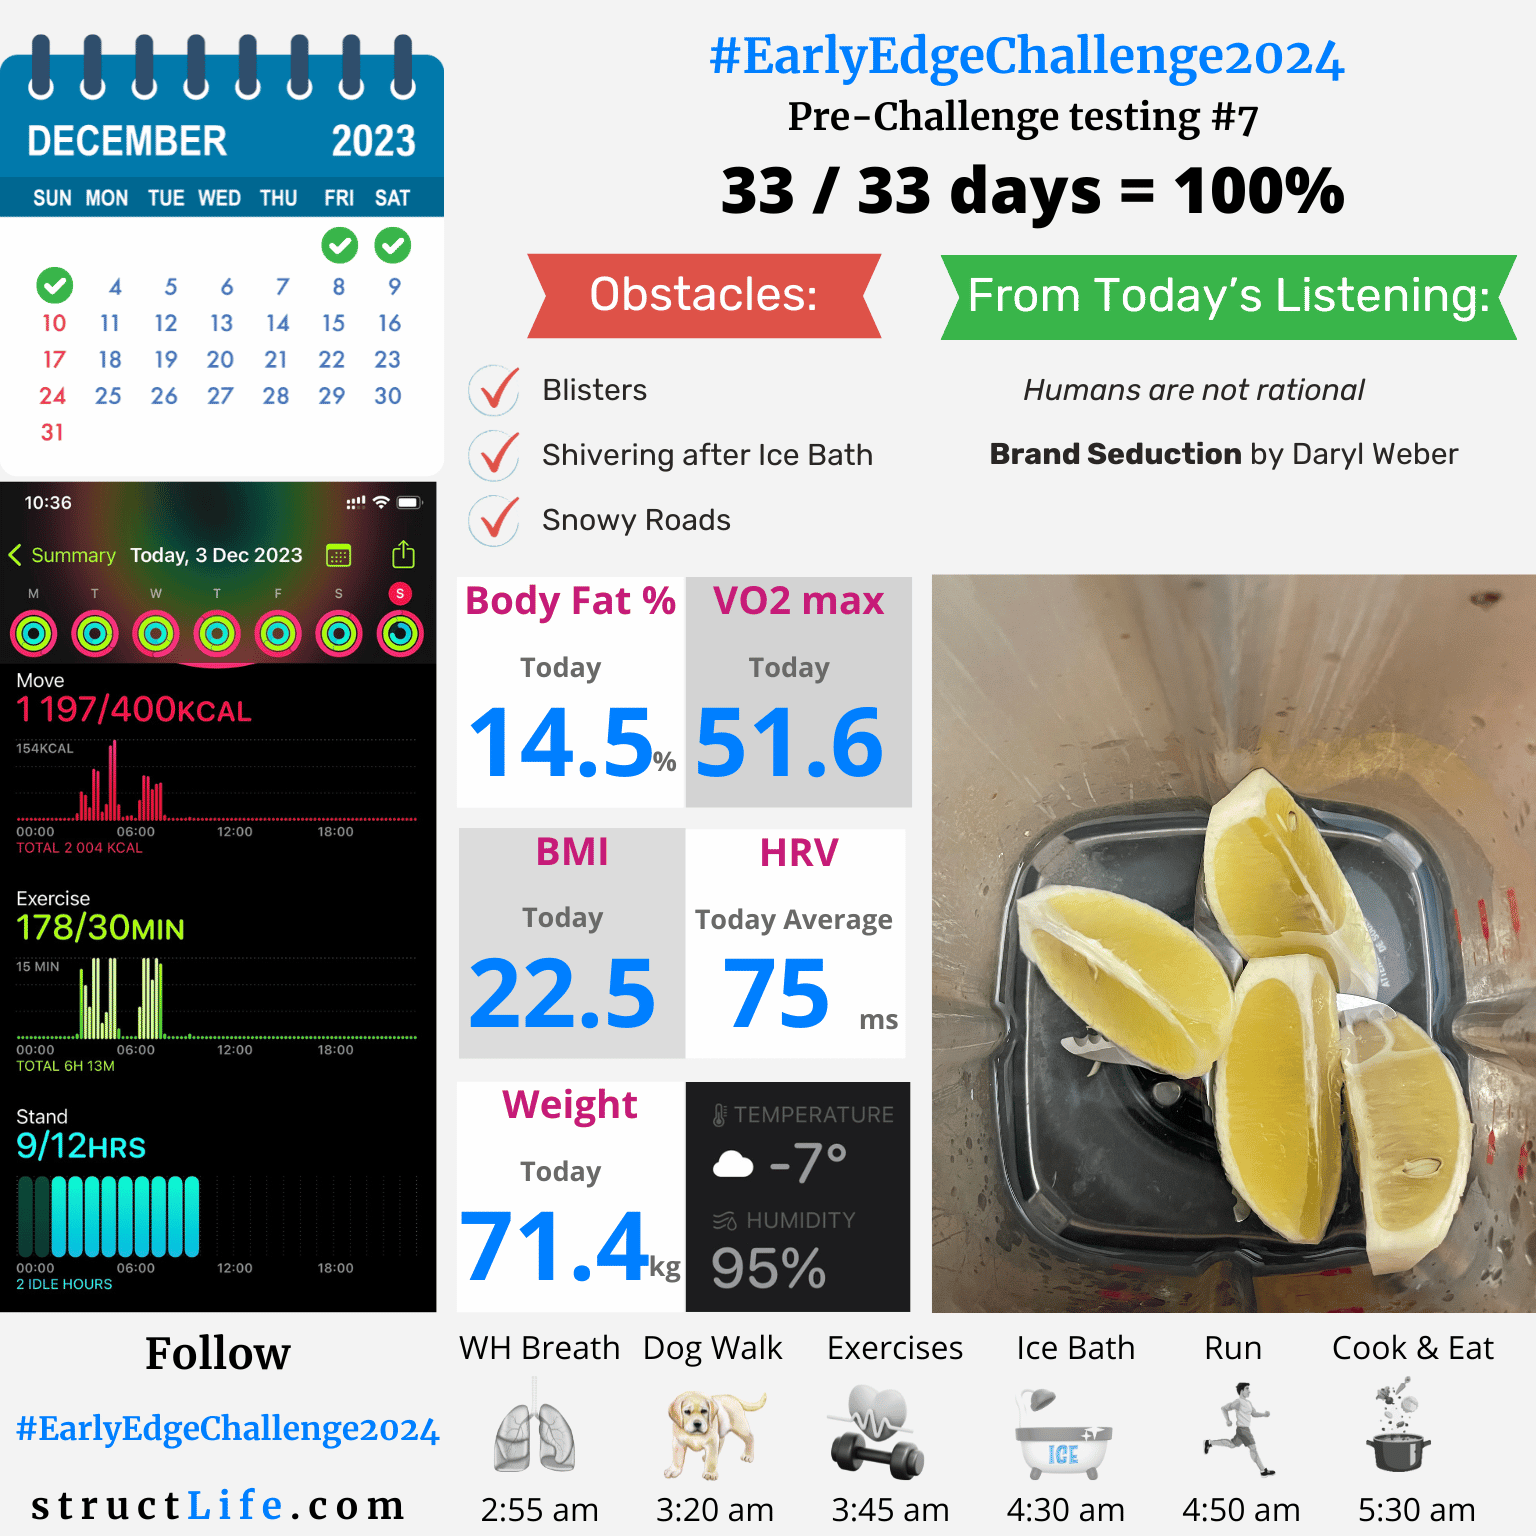 DECEMBER 2023
SUN MON TUE WED THU FRI SAT
4 5 6 7 8 9
10 11 12 13 14 15 16
17 18 19 20 21 22 23
24 25 26 27 28 29 30
31
#EarlyEdgeChallenge2024
Pre-Challenge testing #7
33 / 33 days = 100%
Obstacles:
Blisters
Shivering after Ice Bath
Snowy Roads
From Today's Listening:
Humans are not rational
Brand Seduction by Daryl Weber
10:36
Summary Today, 3 Dec 2023
M T W T F S S
Move
1 197/400KCAL
154KCAL
00:00 06:00 12:00 18:00
TOTAL 2 004 KCAL
Exercise
178/30MIN
15 MIN
00:00 06:00 12:00 18:00
TOTAL 6H 13M
Stand
9/12HRS
00:00 06:00 12:00 18:00
2 IDLE HOURS
Body Fat %
Today
14.5%
VO2 max
Today
51.6
BMI
Today
22.5
HRV
Today Average
75 ms
Weight
Today
71.4kg
TEMPERATURE
-7°
HUMIDITY
95%
Follow
#EarlyEdgeChallenge2024
structLife.com
WH Breath Dog Walk Exercises Ice Bath Run Cook & Eat
ICE
2:55 am 3:20 am 3:45 am 4:30 am 4:50 am 5:30 am